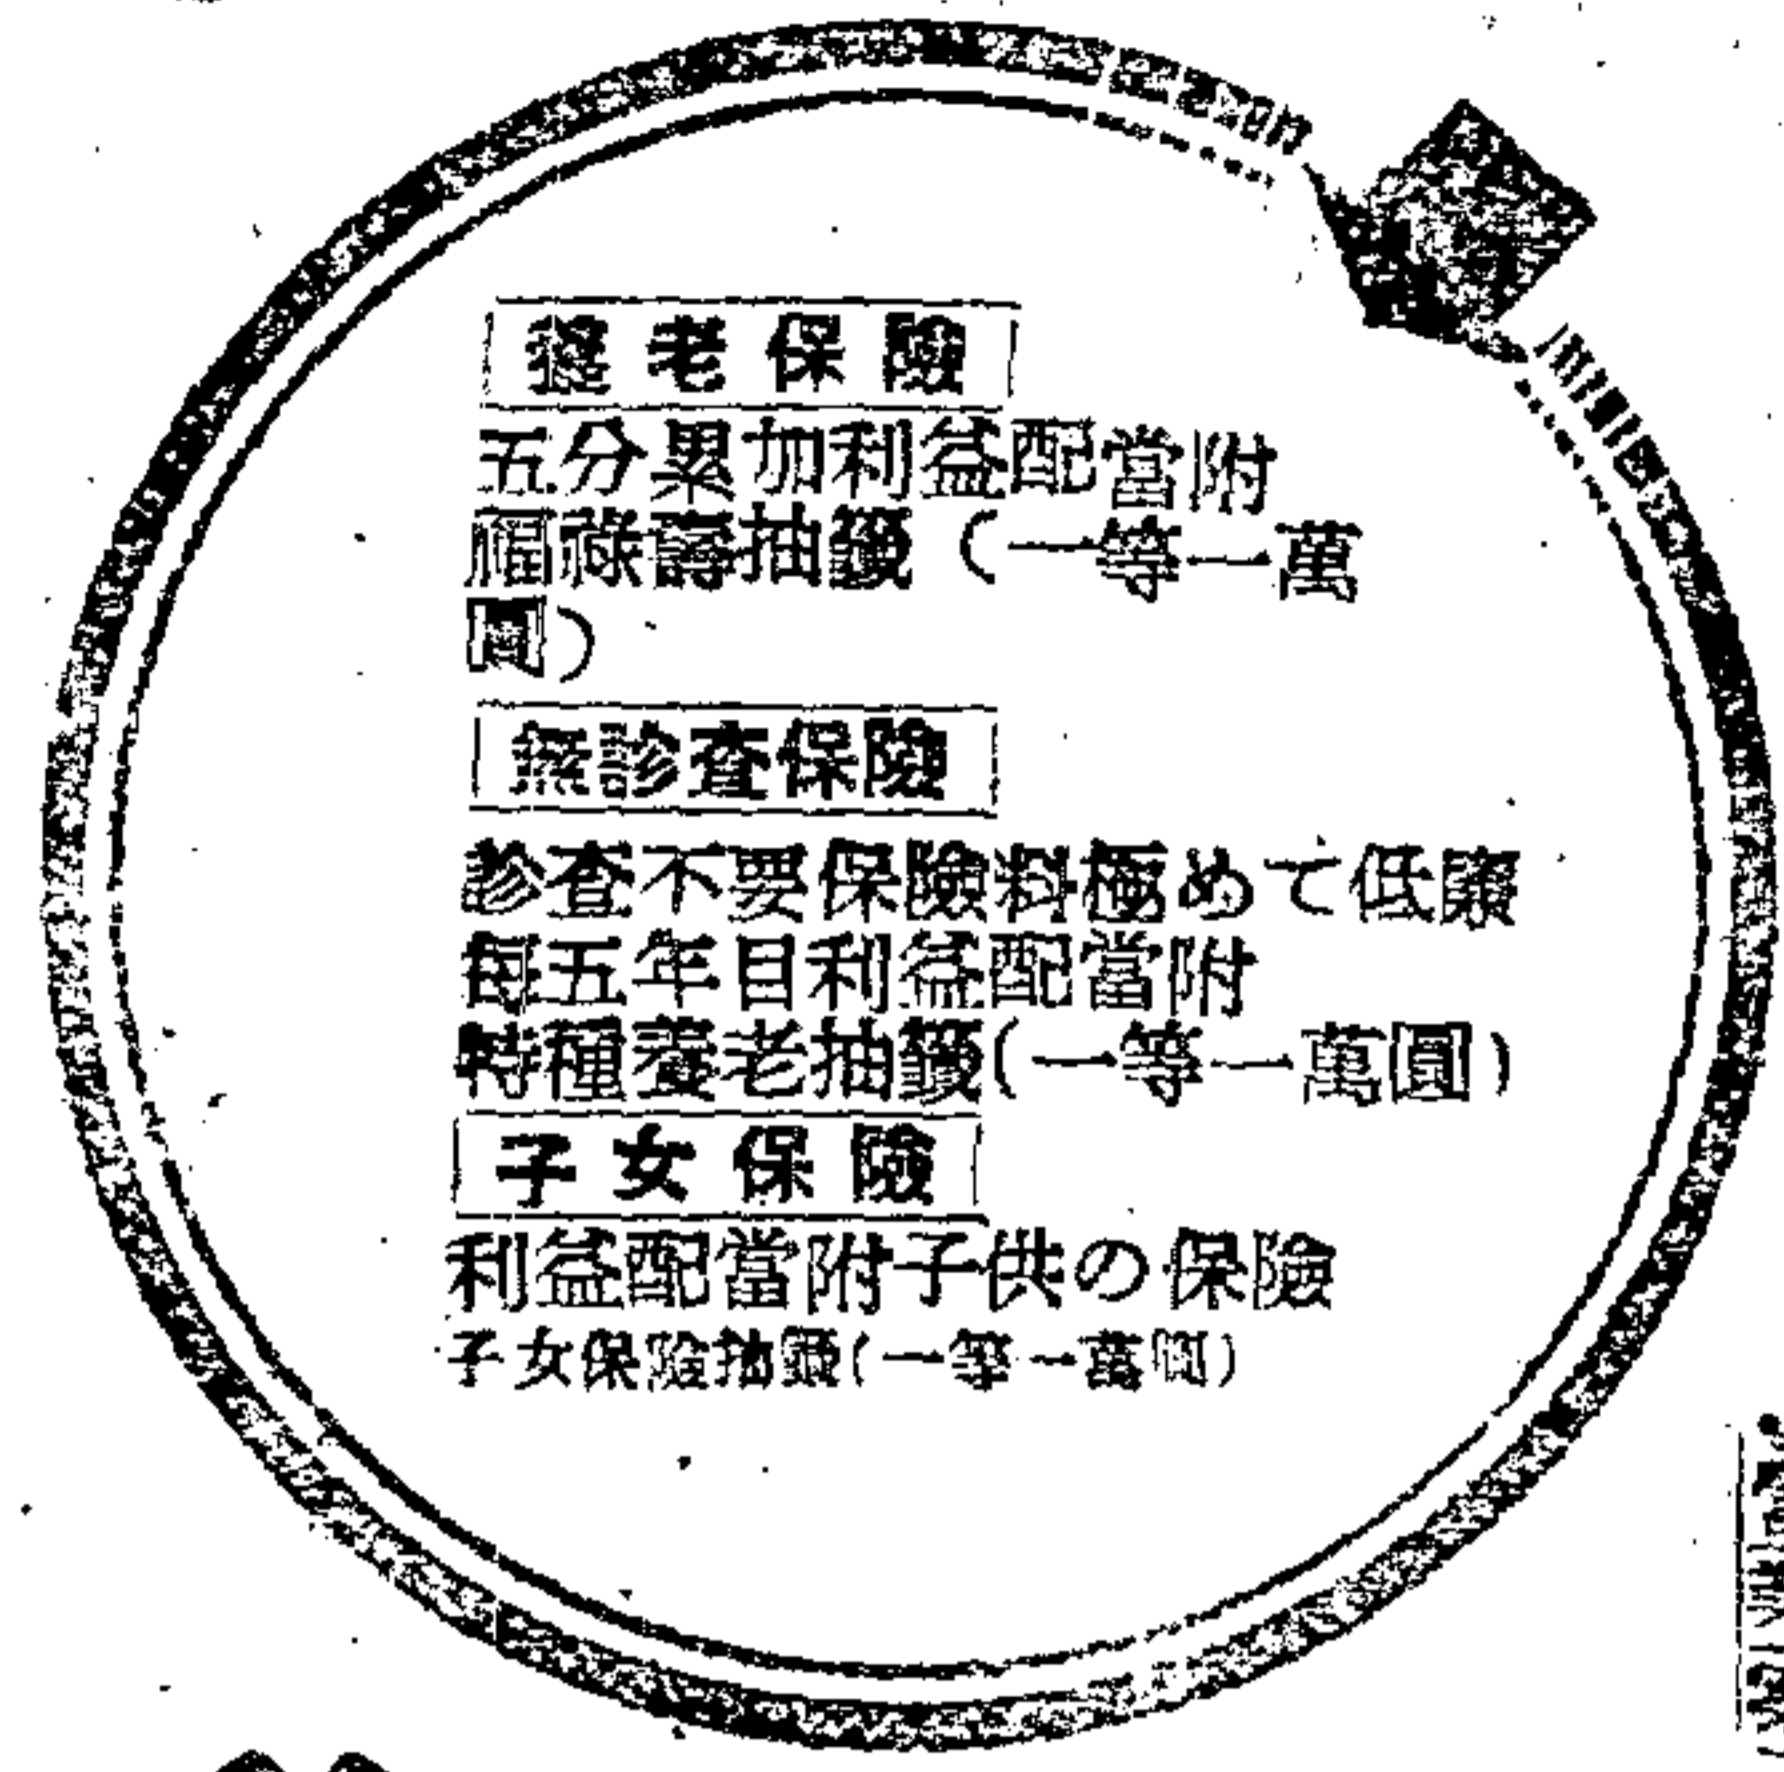 養老保險
五分累加利益配當附
福祿壽抽籤（一等一萬
圓）
無診査保險
診査不要保險料極めて低廉
每五年目利益配當附
特種養老抽籤(一等一萬圓)
子女保險
利益配當附子供の保險
子女保險抽籤(一等一萬圓)